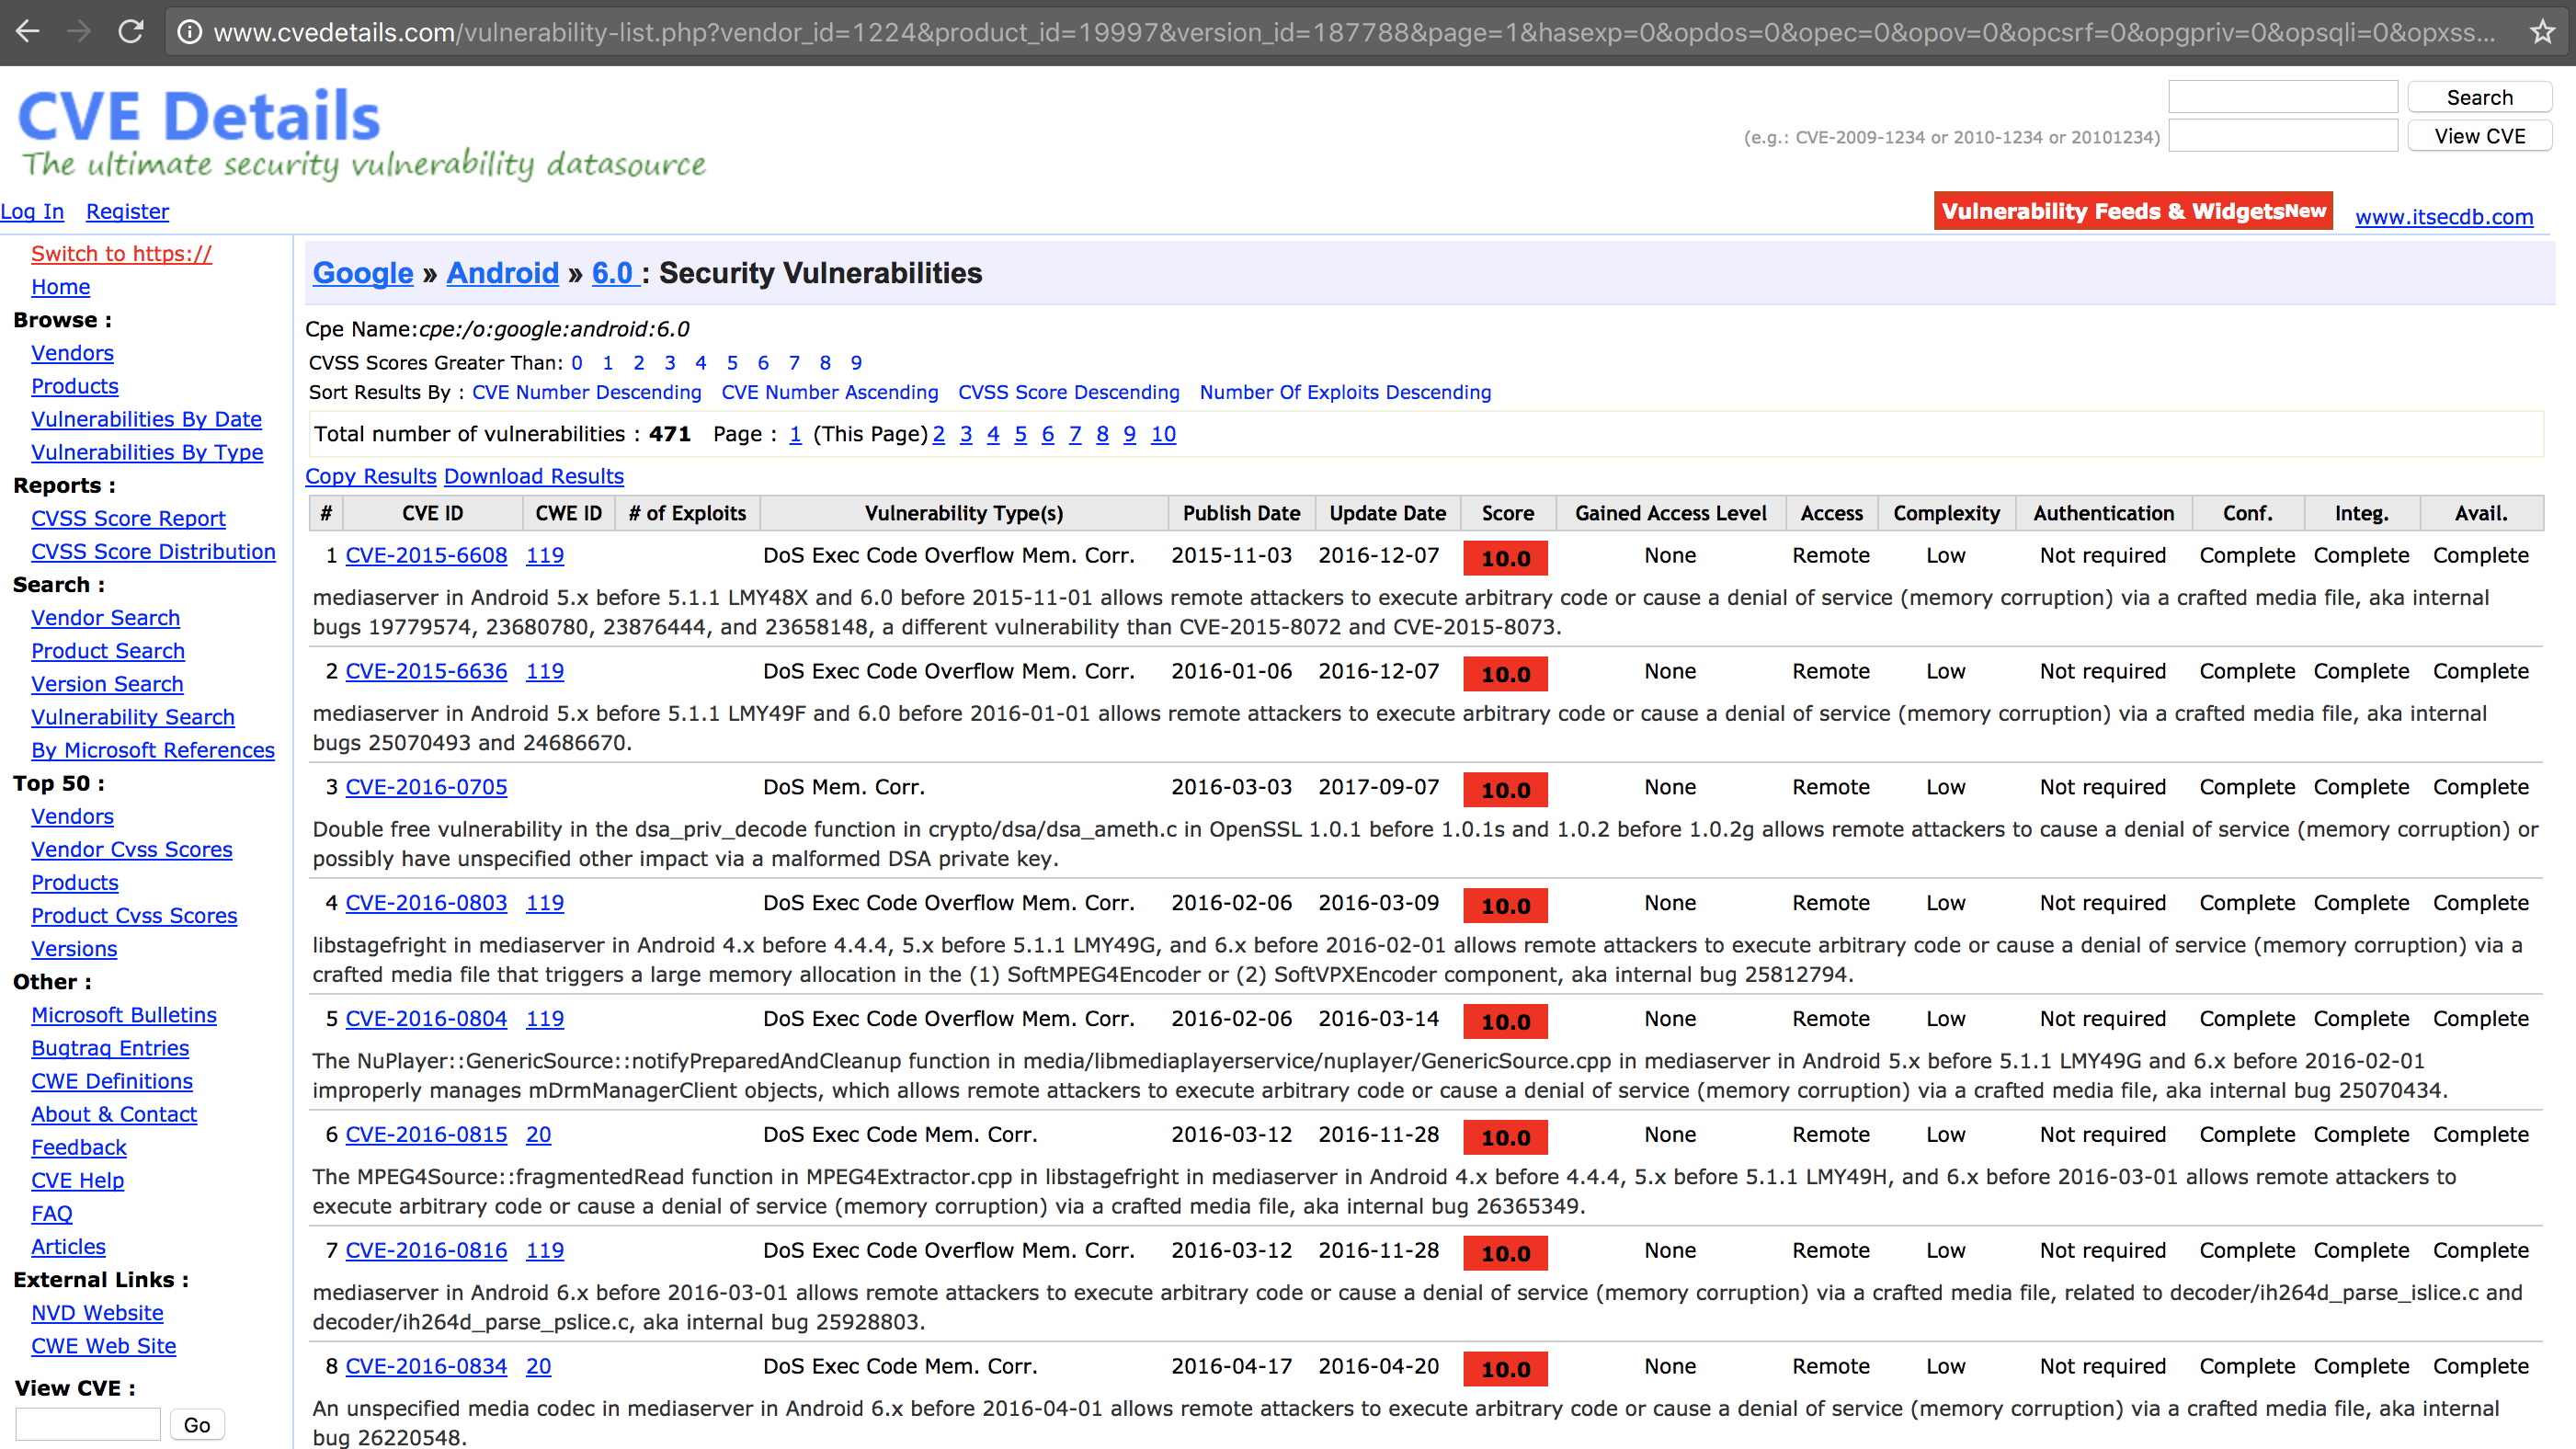 www.cvedetails.com/vulnerability-list.php?vendor_id=1224&product_id=19997&version_id=187788&page=1&hasexp=0&opdos=0&opec=0&opov=0&opcsrf=0&opgpriv=0&opsqli=0&opxss...
CVE Details
The ultimate security vulnerability datasource
Search
(e.g.: CVE-2009-1234 or 2010-1234 or 20101234)
View CVE
Log In Register
Vulnerability Feeds & WidgetsNew
www.itsecdb.com
Switch to https://
Home
Browse :
Vendors
Products
Vulnerabilities By Date
Vulnerabilities By Type
Reports :
CVSS Score Report
CVSS Score Distribution
Search :
Vendor Search
Product Search
Version Search
Vulnerability Search
By Microsoft References
Top 50 :
Vendors
Vendor Cvss Scores
Products
Product Cvss Scores
Versions
Other :
Microsoft Bulletins
Bugtraq Entries
CWE Definitions
About & Contact
Feedback
CVE Help
FAQ
Articles
External Links :
NVD Website
CWE Web Site
View CVE :
Go
Google » Android » 6.0 : Security Vulnerabilities
Cpe Name:cpe:/o:google:android:6.0
CVSS Scores Greater Than: 0 1 2 3 4 5 6 7 8 9
Sort Results By : CVE Number Descending CVE Number Ascending CVSS Score Descending Number Of Exploits Descending
Total number of vulnerabilities : 471 Page : 1 (This Page) 2 3 4 5 6 7 8 9 10
Copy Results Download Results
# CVE ID CWE ID # of Exploits Vulnerability Type(s) Publish Date Update Date Score Gained Access Level Access Complexity Authentication Conf. Integ. Avail.
1 CVE-2015-6608 119 DoS Exec Code Overflow Mem. Corr. 2015-11-03 2016-12-07 10.0 None Remote Low Not required Complete Complete Complete
mediaserver in Android 5.x before 5.1.1 LMY48X and 6.0 before 2015-11-01 allows remote attackers to execute arbitrary code or cause a denial of service (memory corruption) via a crafted media file, aka internal
bugs 19779574, 23680780, 23876444, and 23658148, a different vulnerability than CVE-2015-8072 and CVE-2015-8073.
2 CVE-2015-6636 119 DoS Exec Code Overflow Mem. Corr. 2016-01-06 2016-12-07 10.0 None Remote Low Not required Complete Complete Complete
mediaserver in Android 5.x before 5.1.1 LMY49F and 6.0 before 2016-01-01 allows remote attackers to execute arbitrary code or cause a denial of service (memory corruption) via a crafted media file, aka internal
bugs 25070493 and 24686670.
3 CVE-2016-0705 DoS Mem. Corr. 2016-03-03 2017-09-07 10.0 None Remote Low Not required Complete Complete Complete
Double free vulnerability in the dsa_priv_decode function in crypto/dsa/dsa_ameth.c in OpenSSL 1.0.1 before 1.0.1s and 1.0.2 before 1.0.2g allows remote attackers to cause a denial of service (memory corruption) or
possibly have unspecified other impact via a malformed DSA private key.
4 CVE-2016-0803 119 DoS Exec Code Overflow Mem. Corr. 2016-02-06 2016-03-09 10.0 None Remote Low Not required Complete Complete Complete
libstagefright in mediaserver in Android 4.x before 4.4.4, 5.x before 5.1.1 LMY49G, and 6.x before 2016-02-01 allows remote attackers to execute arbitrary code or cause a denial of service (memory corruption) via a
crafted media file that triggers a large memory allocation in the (1) SoftMPEG4Encoder or (2) SoftVPXEncoder component, aka internal bug 25812794.
5 CVE-2016-0804 119 DoS Exec Code Overflow Mem. Corr. 2016-02-06 2016-03-14 10.0 None Remote Low Not required Complete Complete Complete
The NuPlayer::GenericSource::notifyPreparedAndCleanup function in media/libmediaplayerservice/nuplayer/GenericSource.cpp in mediaserver in Android 5.x before 5.1.1 LMY49G and 6.x before 2016-02-01
improperly manages mDrmManagerClient objects, which allows remote attackers to execute arbitrary code or cause a denial of service (memory corruption) via a crafted media file, aka internal bug 25070434.
6 CVE-2016-0815 20 DoS Exec Code Mem. Corr. 2016-03-12 2016-11-28 10.0 None Remote Low Not required Complete Complete Complete
The MPEG4Source::fragmentedRead function in MPEG4Extractor.cpp in libstagefright in mediaserver in Android 4.x before 4.4.4, 5.x before 5.1.1 LMY49H, and 6.x before 2016-03-01 allows remote attackers to
execute arbitrary code or cause a denial of service (memory corruption) via a crafted media file, aka internal bug 26365349.
7 CVE-2016-0816 119 DoS Exec Code Overflow Mem. Corr. 2016-03-12 2016-11-28 10.0 None Remote Low Not required Complete Complete Complete
mediaserver in Android 6.x before 2016-03-01 allows remote attackers to execute arbitrary code or cause a denial of service (memory corruption) via a crafted media file, related to decoder/ih264d_parse_islice.c and
decoder/ih264d_parse_pslice.c, aka internal bug 25928803.
8 CVE-2016-0834 20 DoS Exec Code Mem. Corr. 2016-04-17 2016-04-20 10.0 None Remote Low Not required Complete Complete Complete
An unspecified media codec in mediaserver in Android 6.x before 2016-04-01 allows remote attackers to execute arbitrary code or cause a denial of service (memory corruption) via a crafted media file, aka internal
bug 26220548.